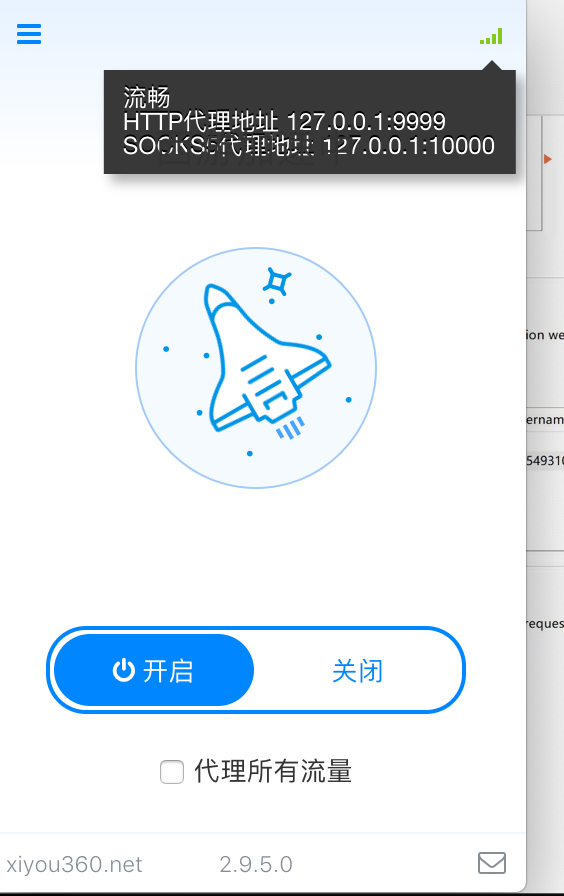 流畅
HTTP代理地址 127.0.0.1:9999
SOCKS5代理地址 127.0.0.1:10000
ion we
ernam
549310
reques
开启
关闭
代理所有流量
xiyou360.net
2.9.5.0